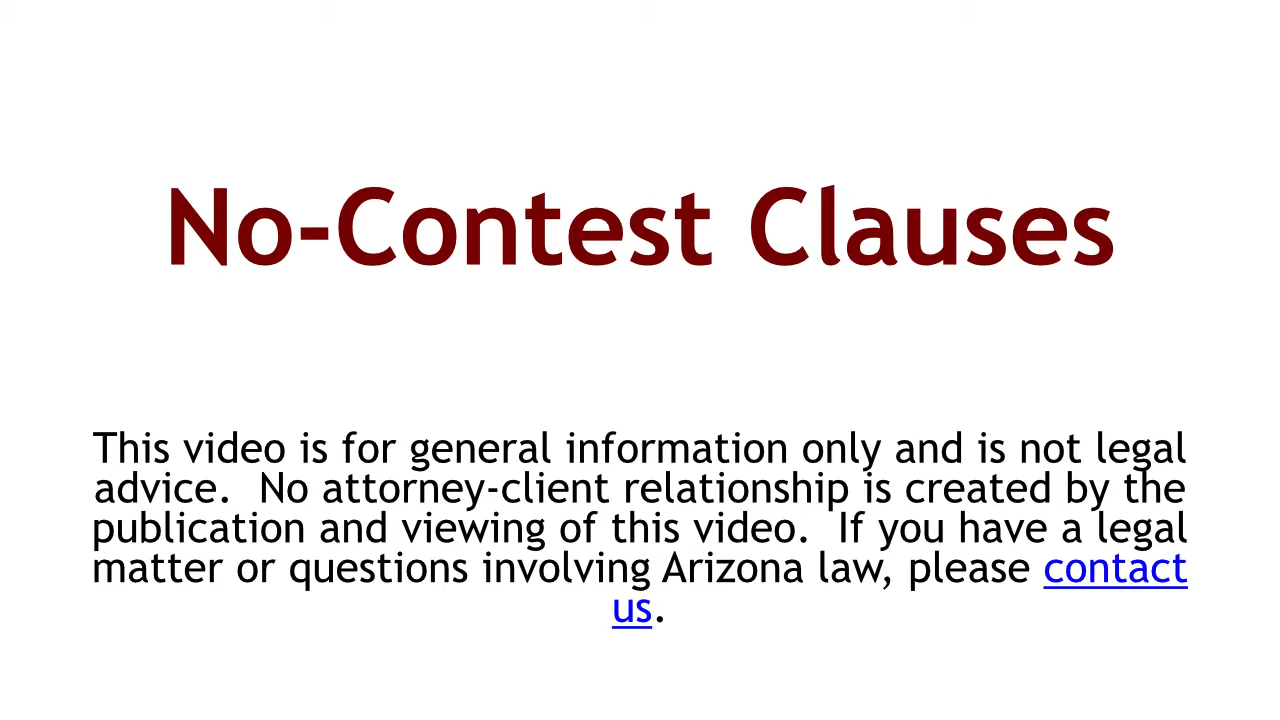 No-Contest Clauses
This video is for general information only and is not legal
advice.  No attorney-client relationship is created by the
publication and viewing of this video.  If you have a legal
matter or questions involving Arizona law, please contact
us.